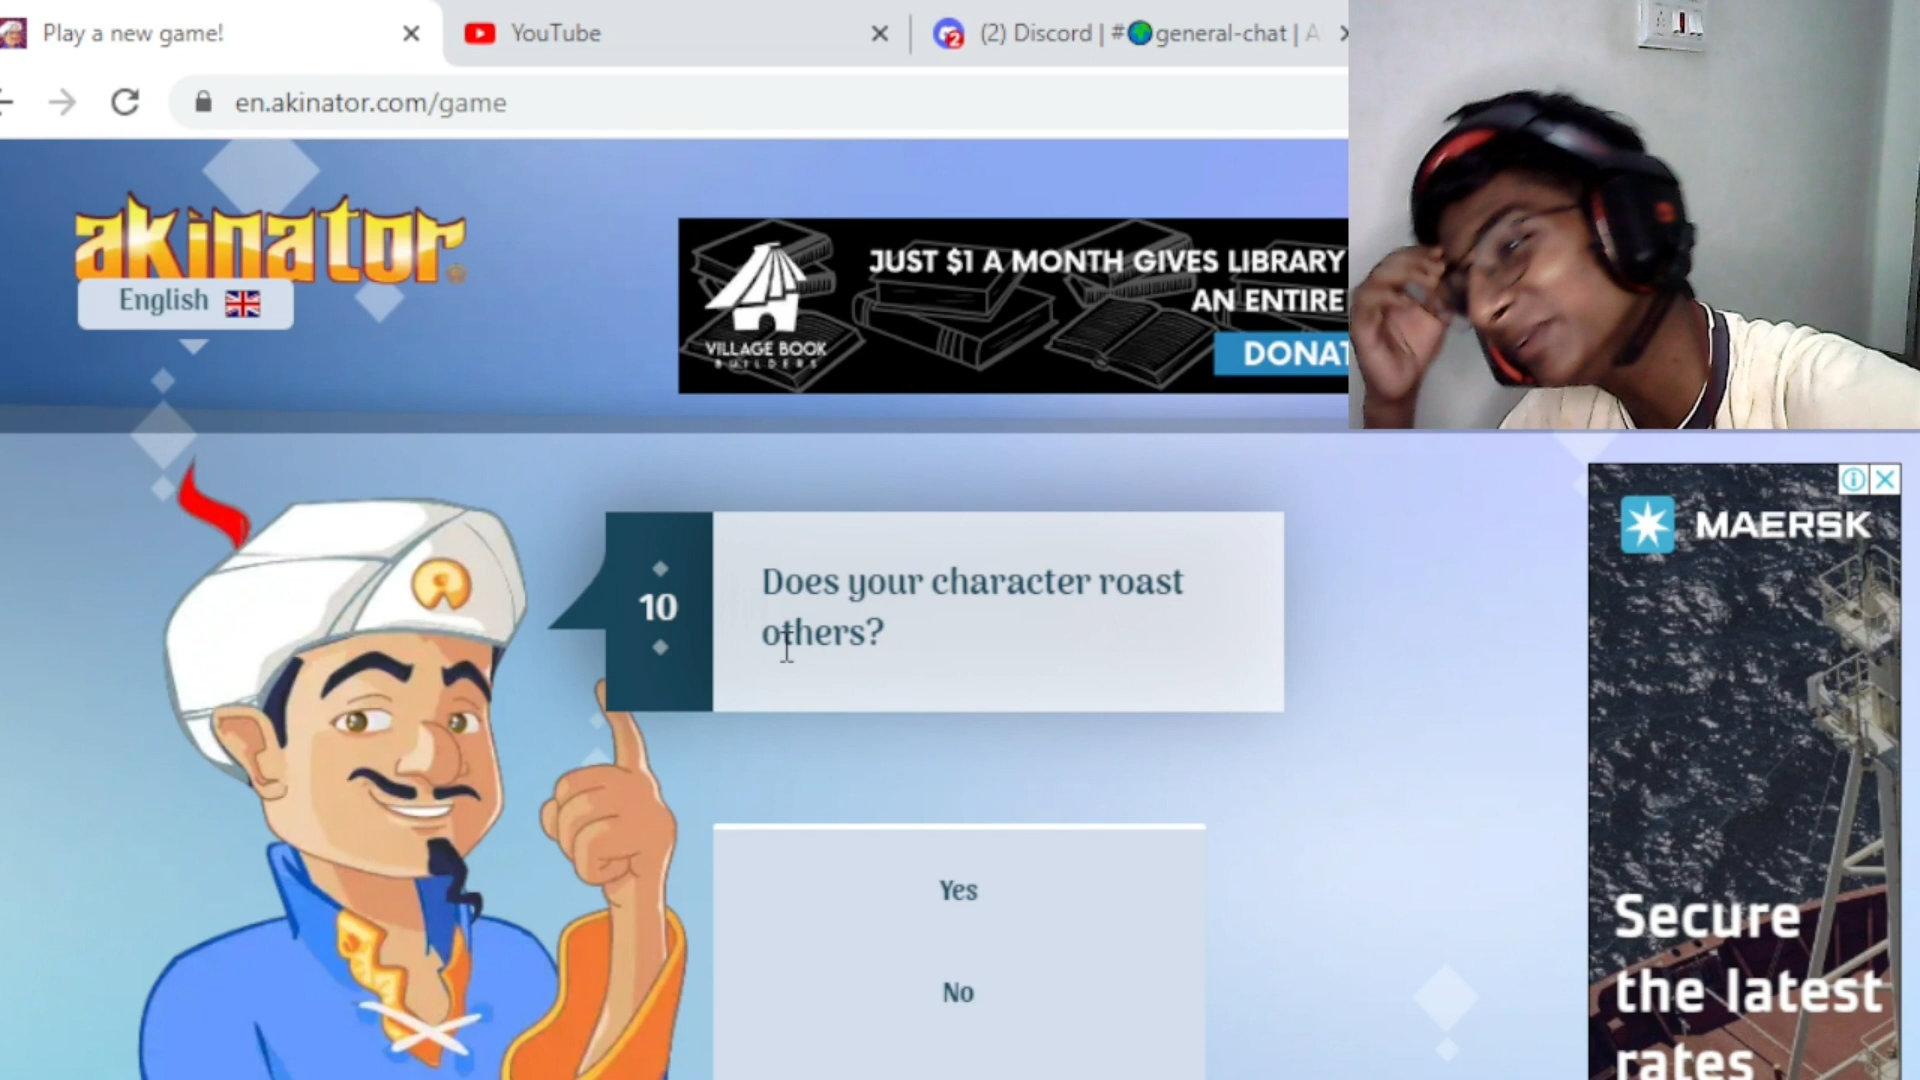 Play a new game!
YouTube
(2) Discord | #🌍general-chat | A
en.akinator.com/game
akinator
English
JUST $1 A MONTH GIVES LIBRARY
AN ENTIRE
VILLAGE BOOK
BUILDERS
DONAT
10
Does your character roast
others?
Yes
No
MAERSK
Secure
the latest
rates